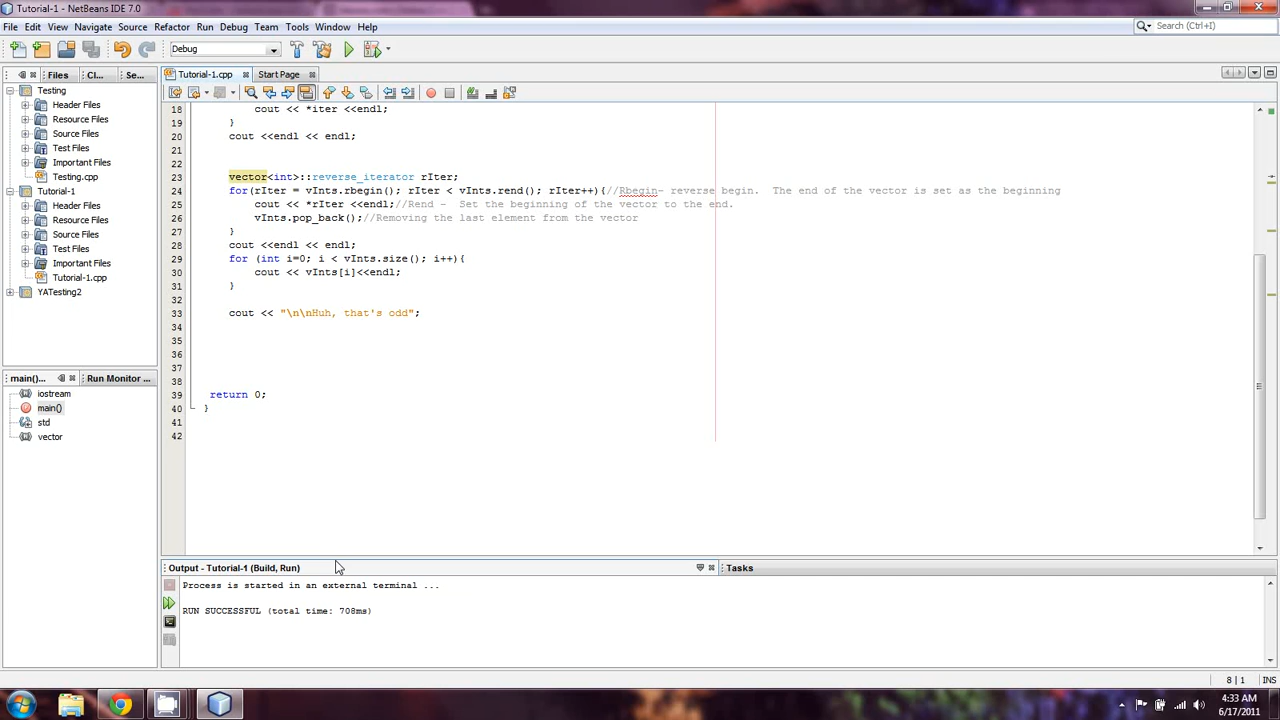 Tutorial-1 - NetBeans IDE 7.0
File Edit View Navigate Source Refactor Run Debug Team Tools Window Help
Search (Ctrl+I)
Debug
Files Cl... Se...
Tutorial-1.cpp Start Page
Testing
Header Files
Resource Files
Source Files
Test Files
Important Files
Testing.cpp
Tutorial-1
Header Files
Resource Files
Source Files
Test Files
Important Files
Tutorial-1.cpp
YATesting2
main()... Run Monitor ...
iostream
main()
std
vector
18 cout << *iter <<endl;
19 }
20 cout <<endl << endl;
21
22
23 vector<int>::reverse_iterator rIter;
24 for(rIter = vInts.rbegin(); rIter < vInts.rend(); rIter++){//Rbegin- reverse begin.  The end of the vector is set as the beginning
25 cout << *rIter <<endl;//Rend -  Set the beginning of the vector to the end.
26 vInts.pop_back();//Removing the last element from the vector
27 }
28 cout <<endl << endl;
29 for (int i=0; i < vInts.size(); i++){
30 cout << vInts[i]<<endl;
31 }
32
33 cout << "\n\nHuh, that's odd";
34
35
36
37
38
39 return 0;
40 }
41
42
Output - Tutorial-1 (Build, Run) Tasks
Process is started in an external terminal ...
RUN SUCCESSFUL (total time: 708ms)
8 | 1 INS
4:33 AM
6/17/2011